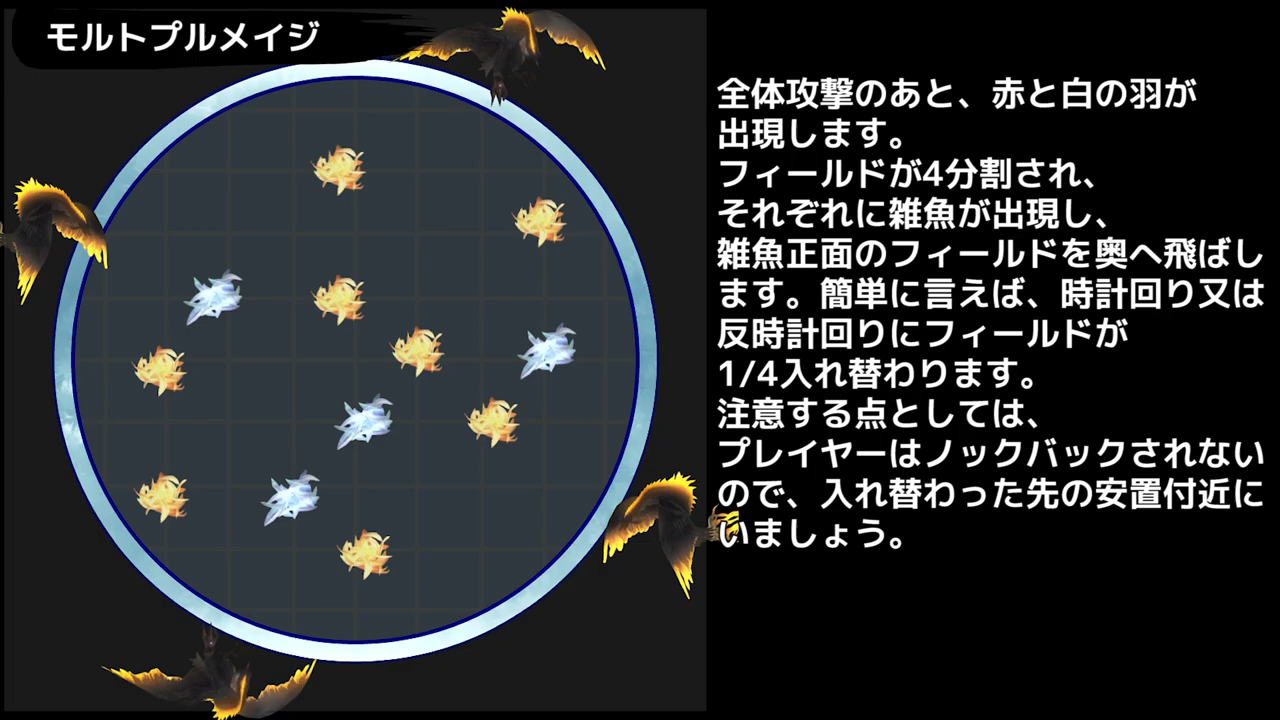 モルトプルメイジ
全体攻撃のあと、赤と白の羽が
出現します。
フィールドが4分割され、
それぞれに雑魚が出現し、
雑魚正面のフィールドを奥へ飛ばし
ます。簡単に言えば、時計回り又は
反時計回りにフィールドが
1/4入れ替わります。
注意する点としては、
プレイヤーはノックバックされない
ので、入れ替わった先の安置付近に
いましょう。